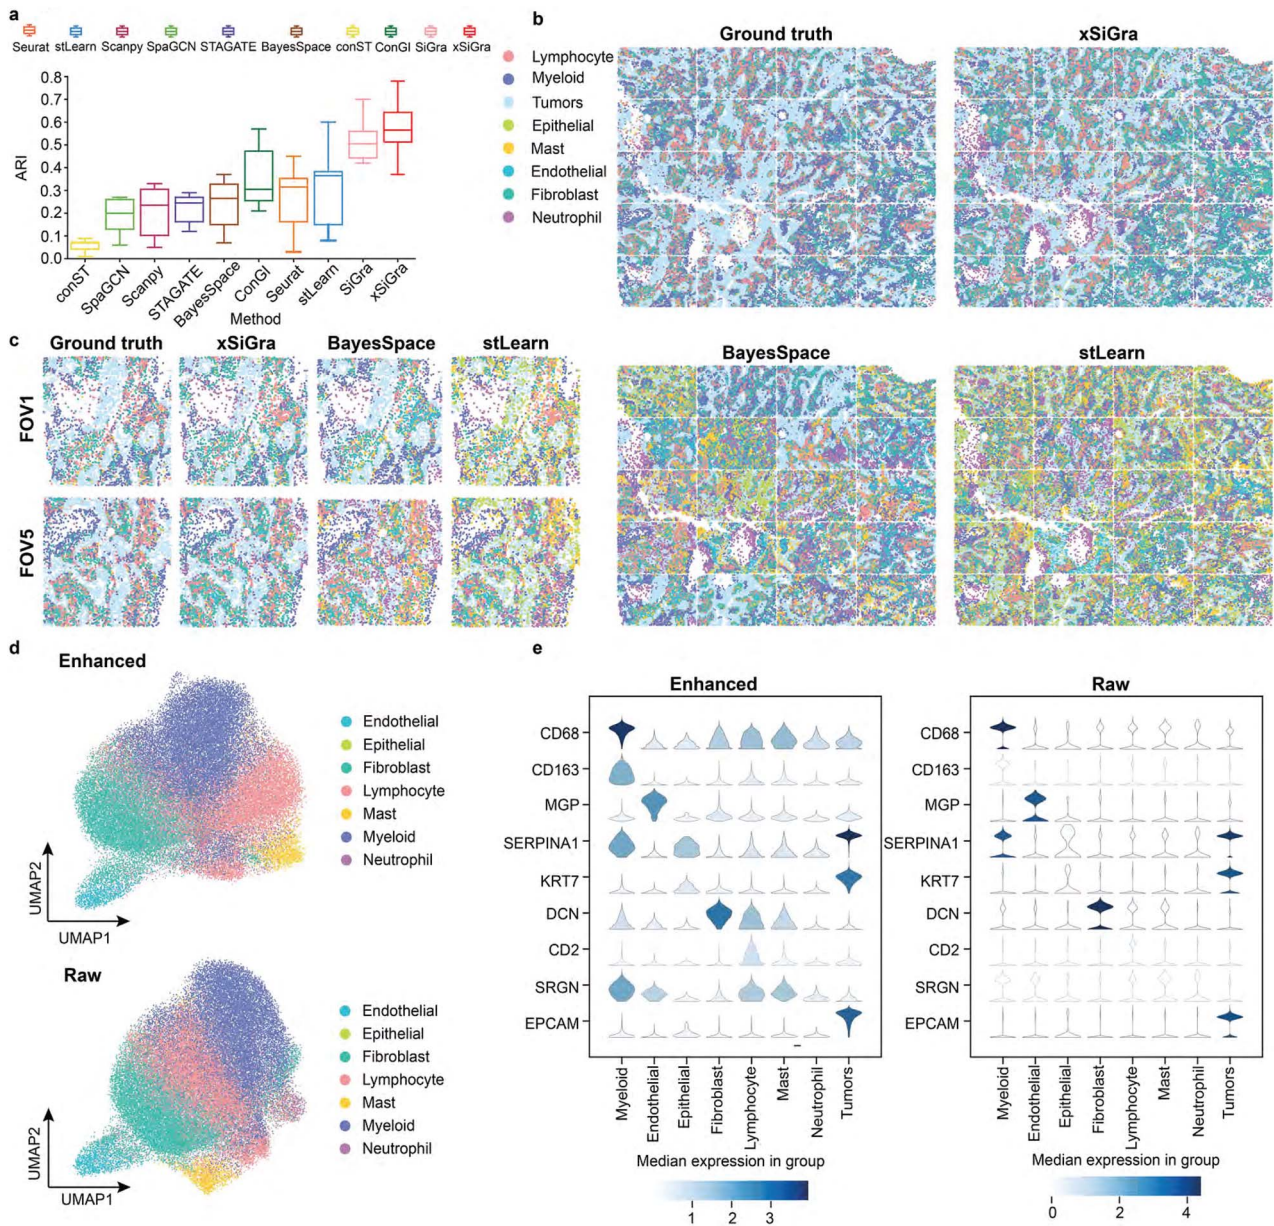 a
Seurat stLearn Scanpy SpaGCN STAGATE BayesSpace conST ConGI SiGra xSiGra
0.8
0.7
0.6
0.5
0.4
0.3
0.2
0.1
0.0
ARI
conST SpaGCN Scanpy STAGATE BayesSpace ConGI Seurat stLearn SiGra xSiGra
Method
b
Lymphocyte
Myeloid
Tumors
Epithelial
Mast
Endothelial
Fibroblast
Neutrophil
Ground truth xSiGra
BayesSpace stLearn
c
Ground truth xSiGra BayesSpace stLearn
FOV1
FOV5
d
Enhanced
Endothelial
Epithelial
Fibroblast
Lymphocyte
Mast
Myeloid
Neutrophil
UMAP2
UMAP1
Raw
Endothelial
Epithelial
Fibroblast
Lymphocyte
Mast
Myeloid
Neutrophil
UMAP2
UMAP1
e
Enhanced
CD68
CD163
MGP
SERPINA1
KRT7
DCN
CD2
SRGN
EPCAM
Myeloid Endothelial Epithelial Fibroblast Lymphocyte Mast Neutrophil Tumors
Median expression in group
1 2 3
Raw
CD68
CD163
MGP
SERPINA1
KRT7
DCN
CD2
SRGN
EPCAM
Myeloid Endothelial Epithelial Fibroblast Lymphocyte Mast Neutrophil Tumors
Median expression in group
0 2 4